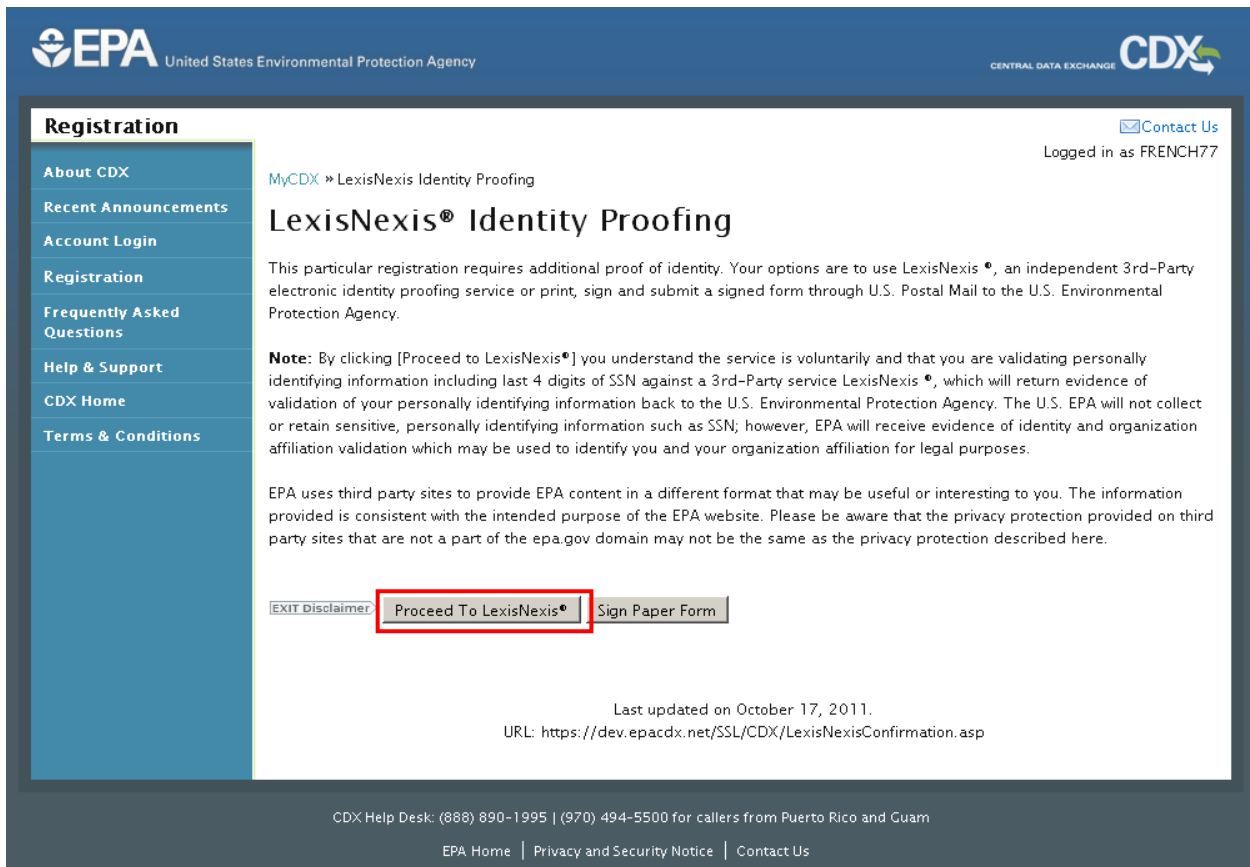 EPA United States Environmental Protection Agency
CENTRAL DATA EXCHANGE CDX
Registration
Contact Us
Logged in as FRENCH77
About CDX
Recent Announcements
Account Login
Registration
Frequently Asked
Questions
Help & Support
CDX Home
Terms & Conditions
MyCDX » LexisNexis Identity Proofing
LexisNexis® Identity Proofing
This particular registration requires additional proof of identity. Your options are to use LexisNexis ®, an independent 3rd-Party
electronic identity proofing service or print, sign and submit a signed form through U.S. Postal Mail to the U.S. Environmental
Protection Agency.
Note: By clicking [Proceed to LexisNexis®] you understand the service is voluntarily and that you are validating personally
identifying information including last 4 digits of SSN against a 3rd-Party service LexisNexis ®, which will return evidence of
validation of your personally identifying information back to the U.S. Environmental Protection Agency. The U.S. EPA will not collect
or retain sensitive, personally identifying information such as SSN; however, EPA will receive evidence of identity and organization
affiliation validation which may be used to identify you and your organization affiliation for legal purposes.
EPA uses third party sites to provide EPA content in a different format that may be useful or interesting to you. The information
provided is consistent with the intended purpose of the EPA website. Please be aware that the privacy protection provided on third
party sites that are not a part of the epa.gov domain may not be the same as the privacy protection described here.
EXIT Disclaimer Proceed To LexisNexis® Sign Paper Form
Last updated on October 17, 2011.
URL: https://dev.epacdx.net/SSL/CDX/LexisNexisConfirmation.asp
CDX Help Desk: (888) 890-1995 | (970) 494-5500 for callers from Puerto Rico and Guam
EPA Home | Privacy and Security Notice | Contact Us